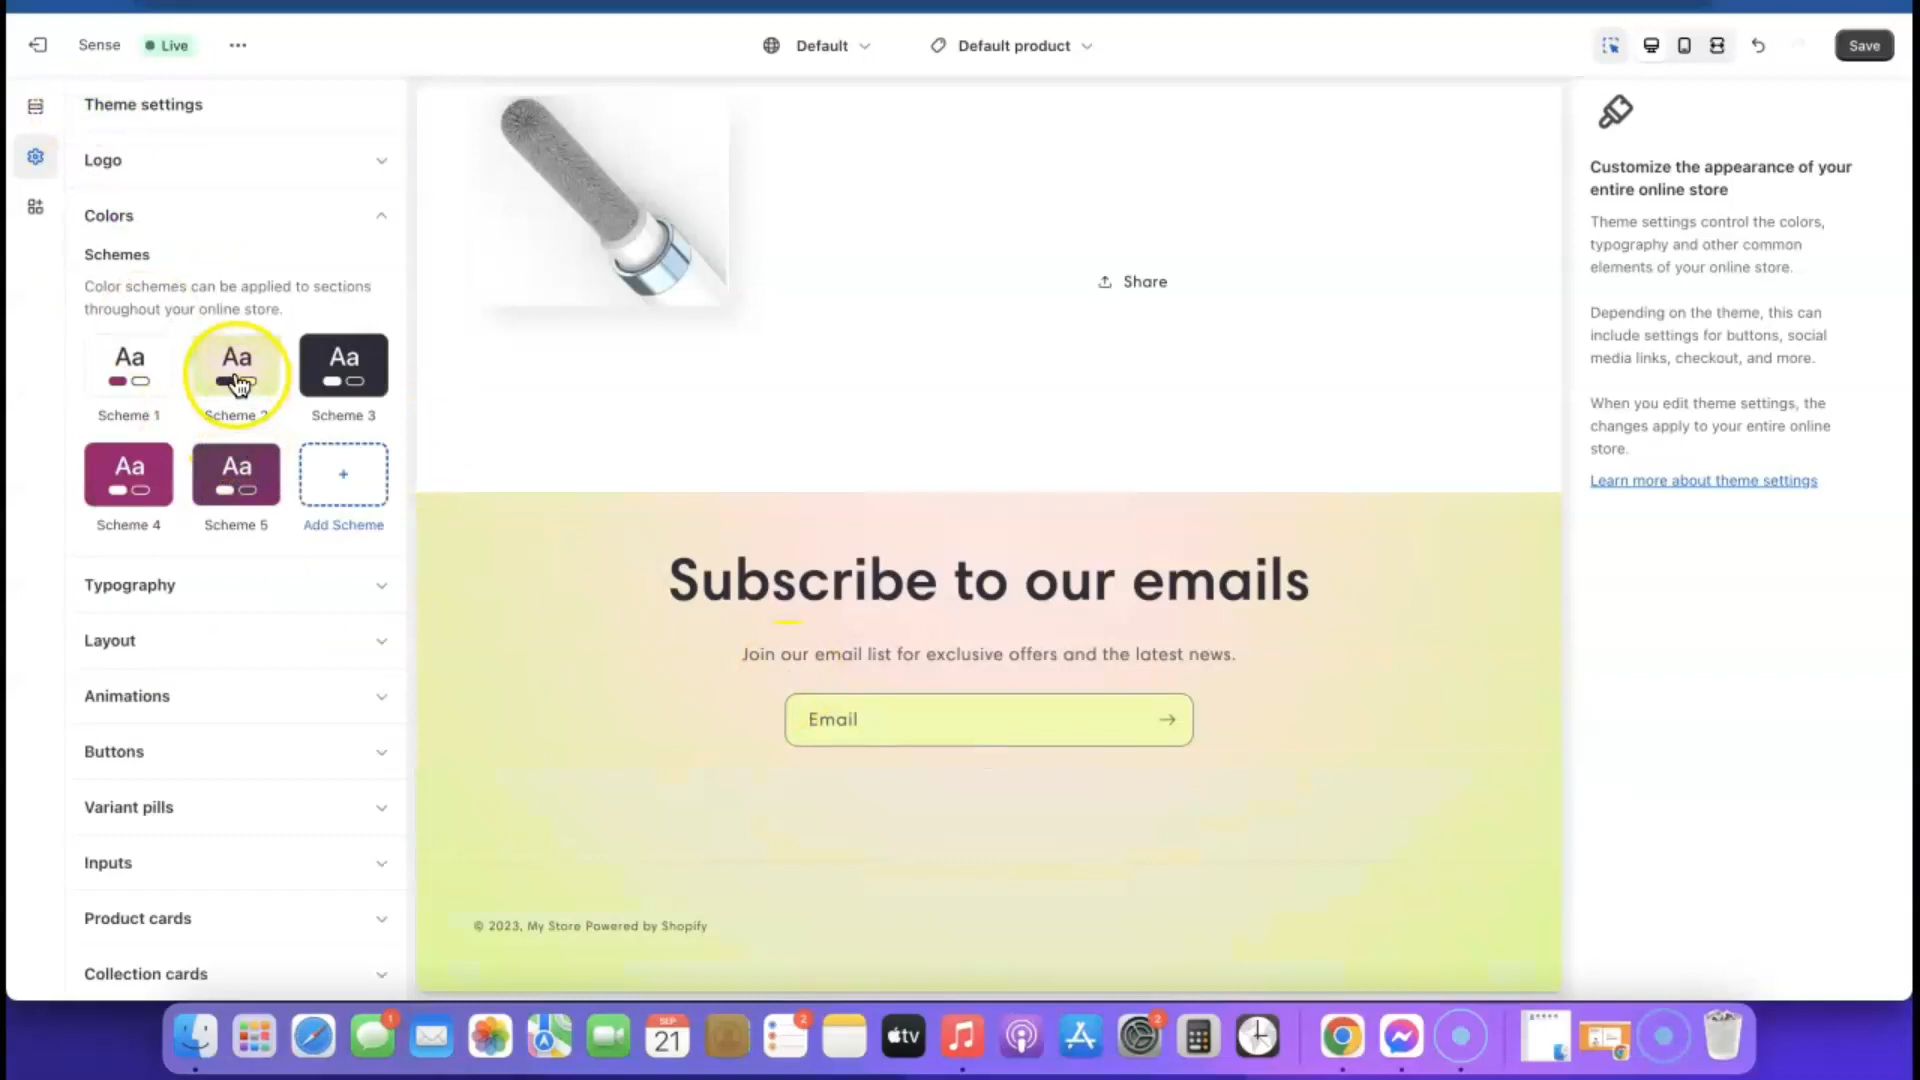 Sense
Live
Default
Default product
Save
Theme settings
Logo
Colors
Schemes
Color schemes can be applied to sections
throughout your online store.
Aa
Aa
Aa
Scheme 1
Scheme 2
Scheme 3
Aa
Aa
+
Scheme 4
Scheme 5
Add Scheme
Typography
Layout
Animations
Buttons
Variant pills
Inputs
Product cards
Collection cards
Share
Subscribe to our emails
Join our email list for exclusive offers and the latest news.
Email
© 2023, My Store Powered by Shopify
Customize the appearance of your
entire online store
Theme settings control the colors,
typography and other common
elements of your online store.
Depending on the theme, this can
include settings for buttons, social
media links, checkout, and more.
When you edit theme settings, the
changes apply to your entire online
store.
Learn more about theme settings
1
SEP
21
2
tv
2